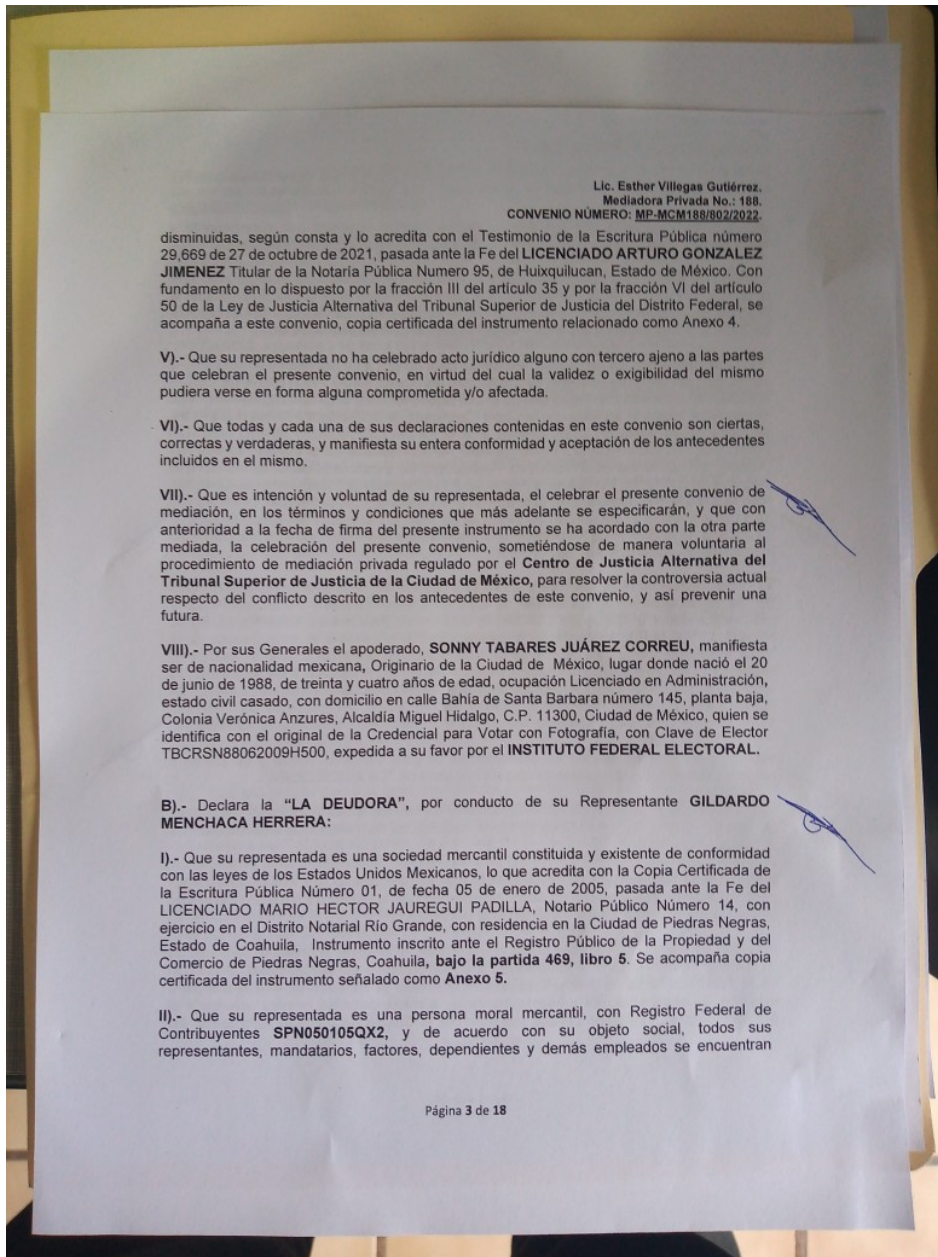 Lic. Esther Villegas Gutiérrez.
Mediadora Privada No.: 188.
CONVENIO NÚMERO: MP-MCM188/802/2022.
disminuidas, según consta y lo acredita con el Testimonio de la Escritura Pública número
29,669 de 27 de octubre de 2021, pasada ante la Fe del LICENCIADO ARTURO GONZALEZ
JIMENEZ Titular de la Notaría Pública Numero 95, de Huixquilucan, Estado de México. Con
fundamento en lo dispuesto por la fracción III del artículo 35 y por la fracción VI del artículo
50 de la Ley de Justicia Alternativa del Tribunal Superior de Justicia del Distrito Federal, se
acompaña a este convenio, copia certificada del instrumento relacionado como Anexo 4.
V).- Que su representada no ha celebrado acto jurídico alguno con tercero ajeno a las partes
que celebran el presente convenio, en virtud del cual la validez o exigibilidad del mismo
pudiera verse en forma alguna comprometida y/o afectada.
VI).- Que todas y cada una de sus declaraciones contenidas en este convenio son ciertas,
correctas y verdaderas, y manifiesta su entera conformidad y aceptación de los antecedentes
incluidos en el mismo.
VII).- Que es intención y voluntad de su representada, el celebrar el presente convenio de
mediación, en los términos y condiciones que más adelante se especificarán, y que con
anterioridad a la fecha de firma del presente instrumento se ha acordado con la otra parte
mediada, la celebración del presente convenio, sometiéndose de manera voluntaria al
procedimiento de mediación privada regulado por el Centro de Justicia Alternativa del
Tribunal Superior de Justicia de la Ciudad de México, para resolver la controversia actual
respecto del conflicto descrito en los antecedentes de este convenio, y así prevenir una
futura.
VIII).- Por sus Generales el apoderado, SONNY TABARES JUÁREZ CORREU, manifiesta
ser de nacionalidad mexicana, Originario de la Ciudad de México, lugar donde nació el 20
de junio de 1988, de treinta y cuatro años de edad, ocupación Licenciado en Administración,
estado civil casado, con domicilio en calle Bahía de Santa Barbara número 145, planta baja,
Colonia Verónica Anzures, Alcaldía Miguel Hidalgo, C.P. 11300, Ciudad de México, quien se
identifica con el original de la Credencial para Votar con Fotografía, con Clave de Elector
TBCRSN88062009H500, expedida a su favor por el INSTITUTO FEDERAL ELECTORAL.
B).- Declara la “LA DEUDORA”, por conducto de su Representante GILDARDO
MENCHACA HERRERA:
I).- Que su representada es una sociedad mercantil constituida y existente de conformidad
con las leyes de los Estados Unidos Mexicanos, lo que acredita con la Copia Certificada de
la Escritura Pública Número 01, de fecha 05 de enero de 2005, pasada ante la Fe del
LICENCIADO MARIO HECTOR JAUREGUI PADILLA, Notario Público Número 14, con
ejercicio en el Distrito Notarial Río Grande, con residencia en la Ciudad de Piedras Negras,
Estado de Coahuila, Instrumento inscrito ante el Registro Público de la Propiedad y del
Comercio de Piedras Negras, Coahuila, bajo la partida 469, libro 5. Se acompaña copia
certificada del instrumento señalado como Anexo 5.
II).- Que su representada es una persona moral mercantil, con Registro Federal de
Contribuyentes SPN050105QX2, y de acuerdo con su objeto social, todos sus
representantes, mandatarios, factores, dependientes y demás empleados se encuentran
Página 3 de 18